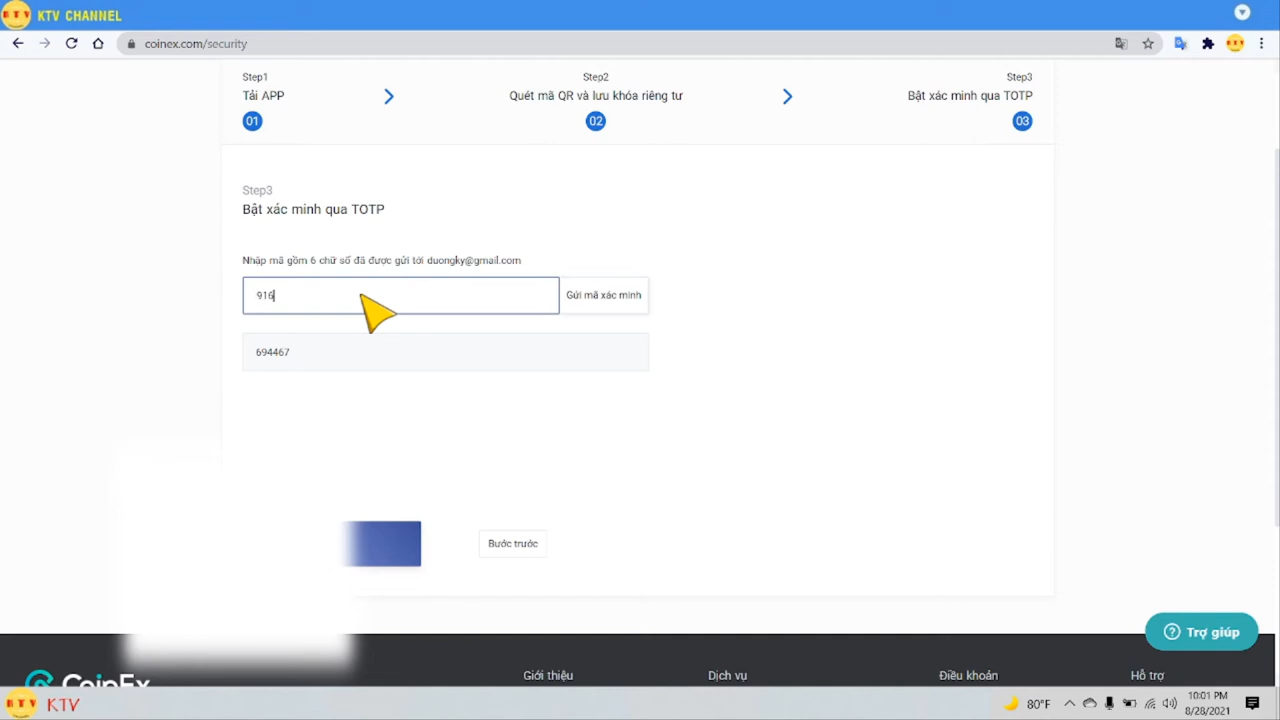 KTV CHANNEL
coinex.com/security
Step1
Tải APP
01
Step2
Quét mã QR và lưu khóa riêng tư
02
Step3
Bật xác minh qua TOTP
03
Step3
Bật xác minh qua TOTP
Nhập mã gồm 6 chữ số đã được gửi tới duongky@gmail.com
916
Gửi mã xác minh
694467
Bước trước
Trợ giúp
CoinEx
Giới thiệu
Dịch vụ
Điều khoản
Hỗ trợ
KTV KTV
80°F
10:01 PM
8/28/2021